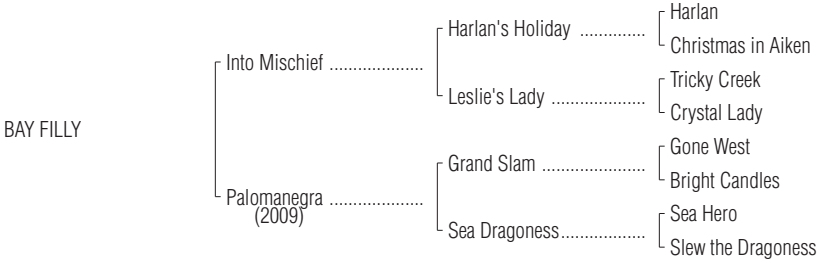 Harlan
Harlan's Holiday ..............
Christmas in Aiken
Into Mischief ....................
Tricky Creek
Leslie's Lady ....................
Crystal Lady
BAY FILLY
Gone West
Grand Slam ......................
Bright Candles
Palomanegra ....................
(2009)
Sea Hero
Sea Dragoness..................
Slew the Dragoness